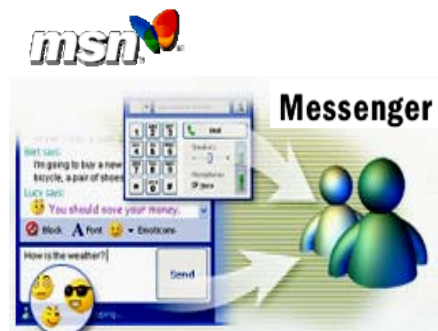 msn
Messenger
Dial
Bert says:
I'm going to buy a new
bicycle, a pair of shoes
Lucy says:
You should save your money.
Block A Font Emoticons
How is the weather?
Send